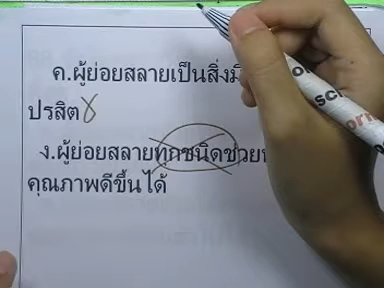 ค.ผู้ย่อยสลายเป็นสิ่งมี
ปรสิต
ง.ผู้ย่อยสลายทุกชนิดช่วย
คุณภาพดีขึ้นได้